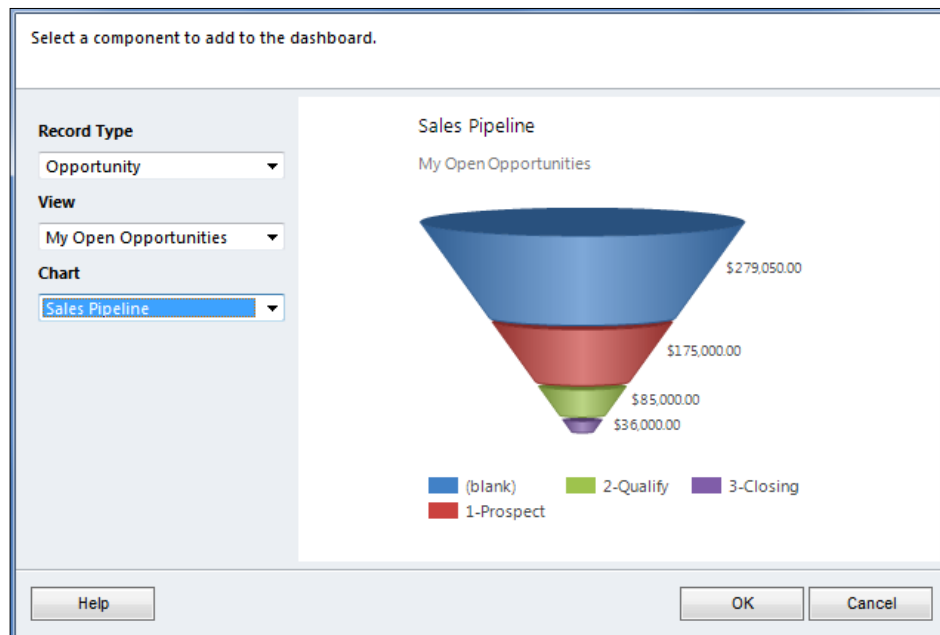 Select a component to add to the dashboard.
Record Type
Opportunity
View
My Open Opportunities
Chart
Sales Pipeline
Sales Pipeline
My Open Opportunities
$279,050.00
$175,000.00
$85,000.00
$36,000.00
(blank) 2-Qualify 3-Closing
1-Prospect
Help OK Cancel